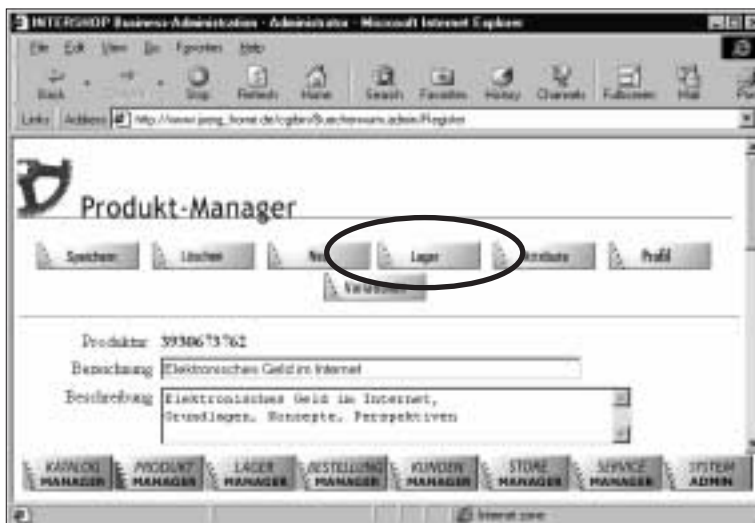 INTERSHOP Business-Administration - Administrator - Microsoft Internet Explorer
File Edit View Go Favorites Help
Back Stop Refresh Home Search Favorites History Channels Fullscreen Mail
Links Address
Produkt-Manager
Speichern Löschen Lager Attribute Profil
Produktnr 3930673762
Bezeichnung Elektronisches Geld im Internet
Beschreibung Elektronisches Geld im Internet,
Grundlagen, Konzepte, Perspektiven
KATALOG MANAGER PRODUKT MANAGER LAGER MANAGER BESTELLUNG MANAGER KUNDEN MANAGER STORE MANAGER SERVICE MANAGER SYSTEM ADMIN
Internet zone